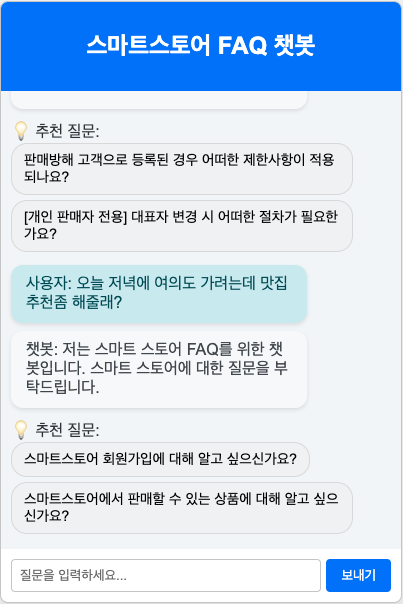 스마트스토어 FAQ 챗봇
추천 질문:
판매방해 고객으로 등록된 경우 어떠한 제한사항이 적용
되나요?
[개인 판매자 전용] 대표자 변경 시 어떠한 절차가 필요한
가요?
사용자: 오늘 저녁에 여의도 가려는데 맛집
추천좀 해줄래?
챗봇: 저는 스마트 스토어 FAQ를 위한 챗
봇입니다. 스마트 스토어에 대한 질문을 부
탁드립니다.
추천 질문:
스마트스토어 회원가입에 대해 알고 싶으신가요?
스마트스토어에서 판매할 수 있는 상품에 대해 알고 싶으
신가요?
질문을 입력하세요...
보내기